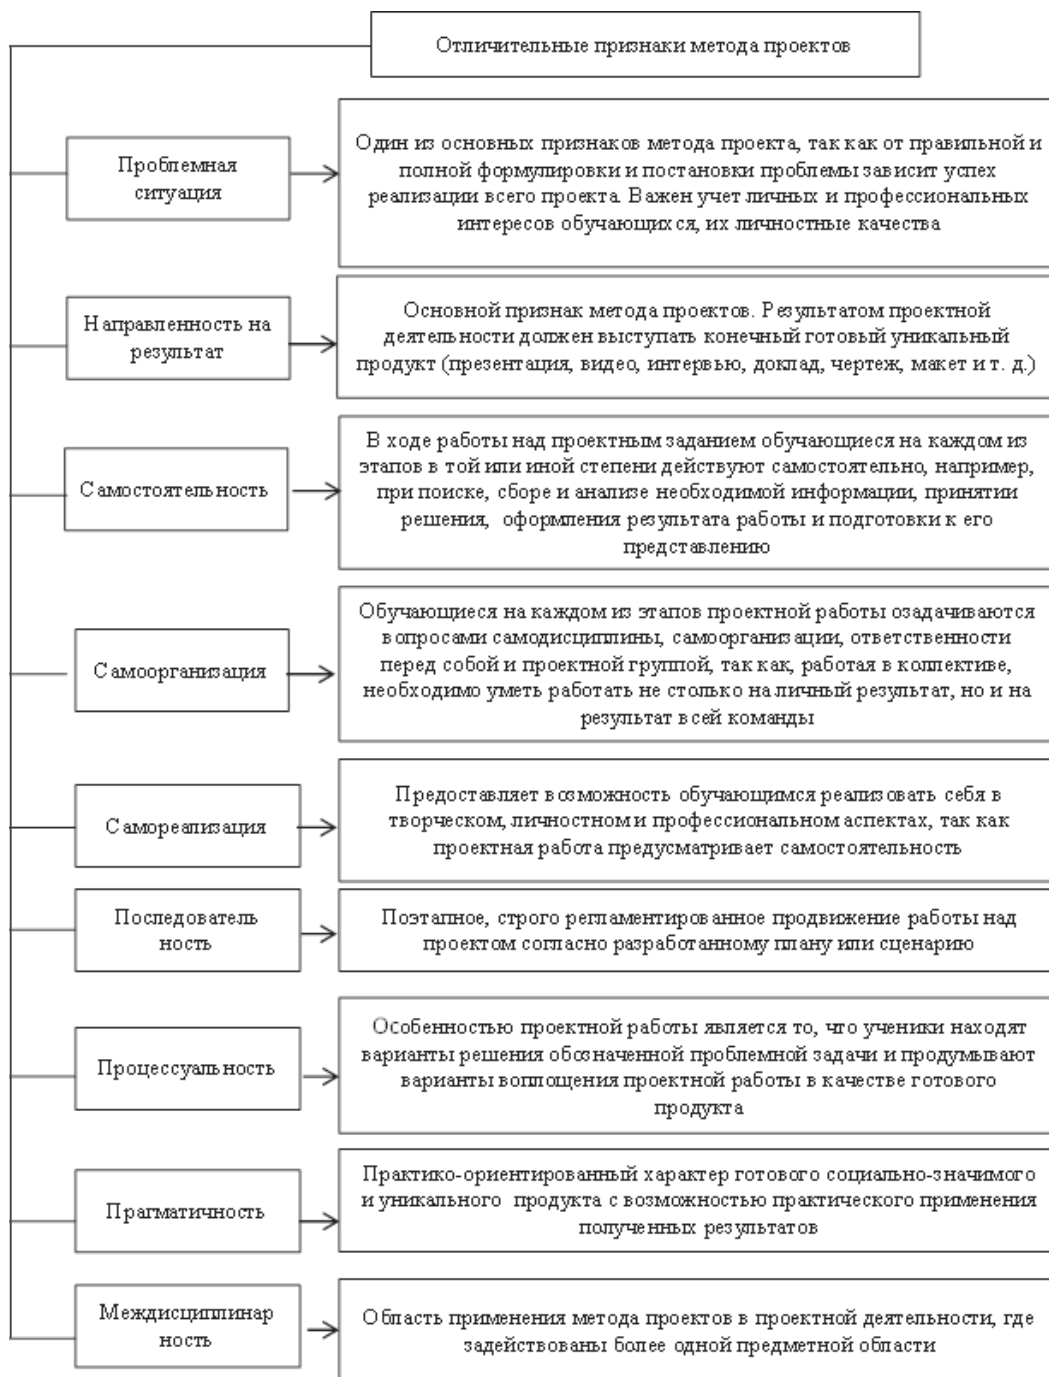 Отличительные признаки метода проектов
Проблемная
ситуация
Один из основных признаков метода проекта, так как от правильной и
полной формулировки и постановки проблемы зависит успех
реализации всего проекта. Важен учет личных и профессиональных
интересов обучающихся, их личностные качества
Направленность на
результат
Основной признак метода проектов. Результатом проектной
деятельности должен выступать конечный готовый уникальный
продукт (презентация, видео, интервью, доклад, чертеж, макет и т. д.)
Самостоятельность
В ходе работы над проектным заданием обучающиеся на каждом из
этапов в той или иной степени действуют самостоятельно, например,
при поиске, сборе и анализе необходимой информации, принятии
решения, оформления результата работы и подготовки к его
представлению
Самоорганизация
Обучающиеся на каждом из этапов проектной работы озадачиваются
вопросами самодисциплины, самоорганизации, ответственности
перед собой и проектной группой, так как, работая в коллективе,
необходимо уметь работать не столько на личный результат, но и на
результат всей команды
Самореализация
Предоставляет возможность обучающимся реализовать себя в
творческом, личностном и профессиональном аспектах, так как
проектная работа предусматривает самостоятельность
Последователь
ность
Поэтапное, строго регламентированное продвижение работы над
проектом согласно разработанному плану или сценарию
Процессуальность
Особенностью проектной работы является то, что ученики находят
варианты решения обозначенной проблемной задачи и продумывают
варианты воплощения проектной работы в качестве готового
продукта
Прагматичность
Практико-ориентированный характер готового социально-значимого
и уникального продукта с возможностью практического применения
полученных результатов
Междисциплинар
ность
Область применения метода проектов в проектной деятельности, где
задействованы более одной предметной области